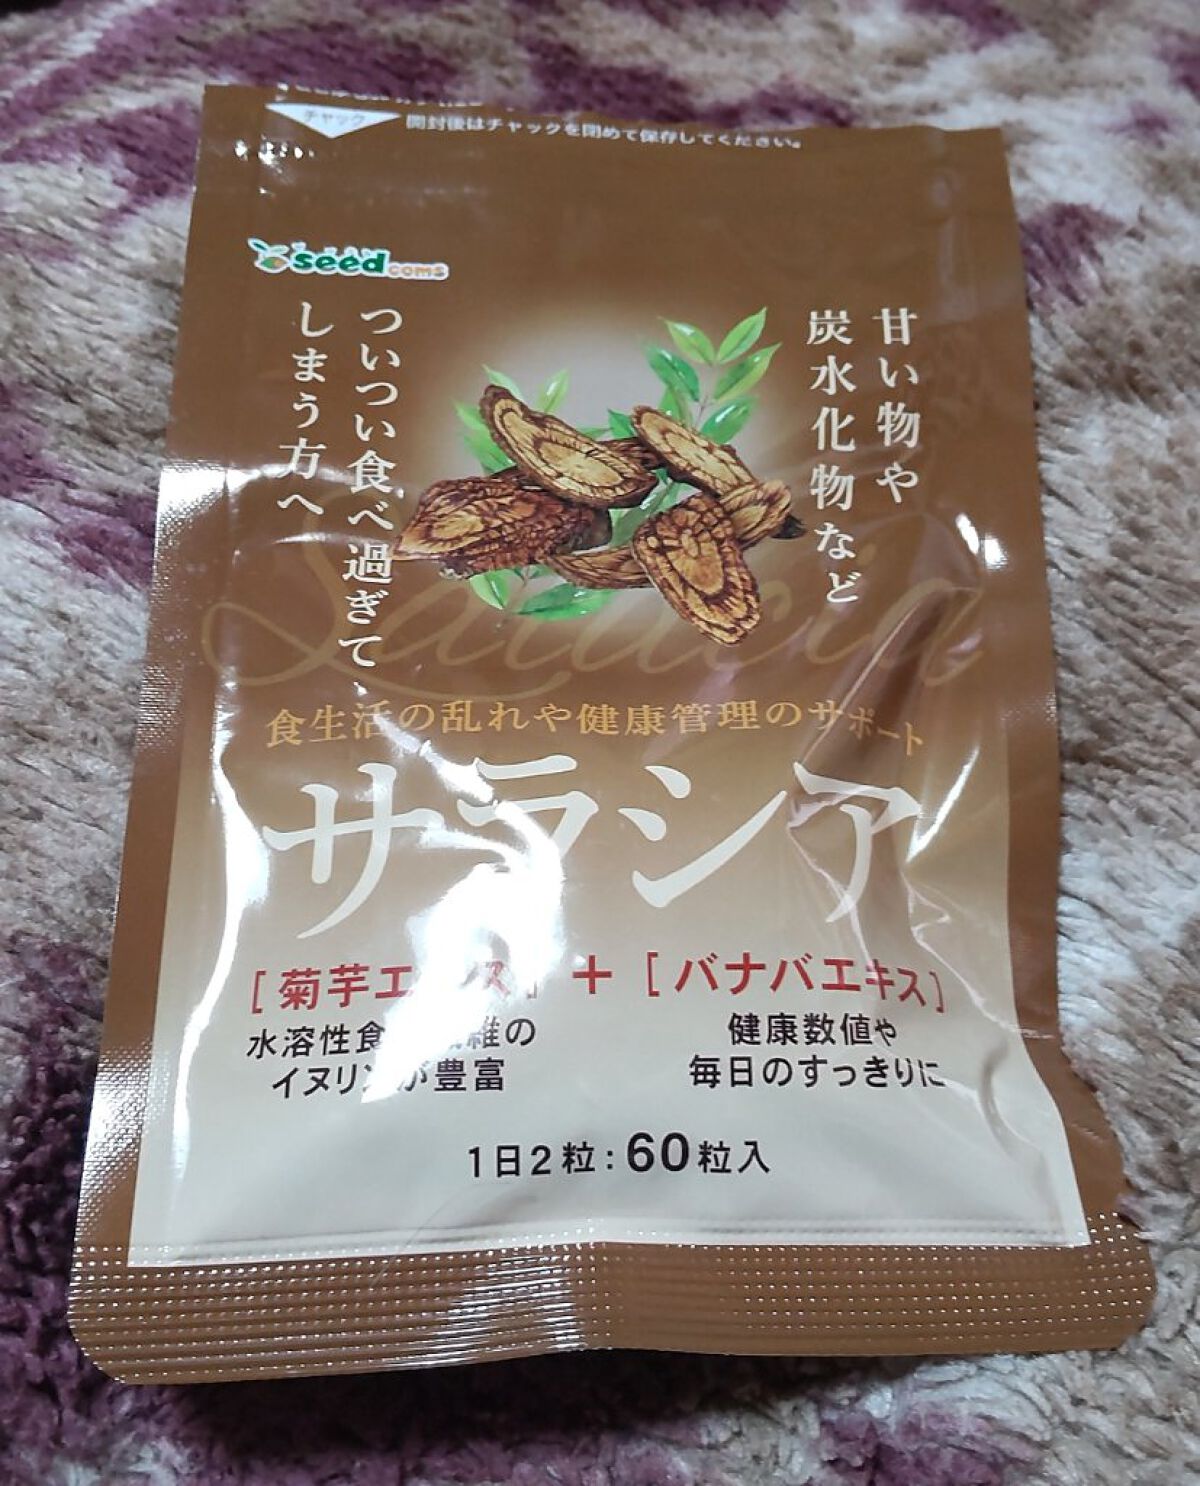 チャック
開封後はチャックを閉めて保存してください。
seedcoms
甘い物や
炭水化物など
ついつい食べ過ぎて
しまう方へ
Salacia
食生活の乱れや健康管理のサポート
サラシア
[菊芋エキス]+[バナバエキス]
水溶性食 繊維の
イヌリンが豊富
健康数値や
毎日のすっきりに
1日2粒:60粒入